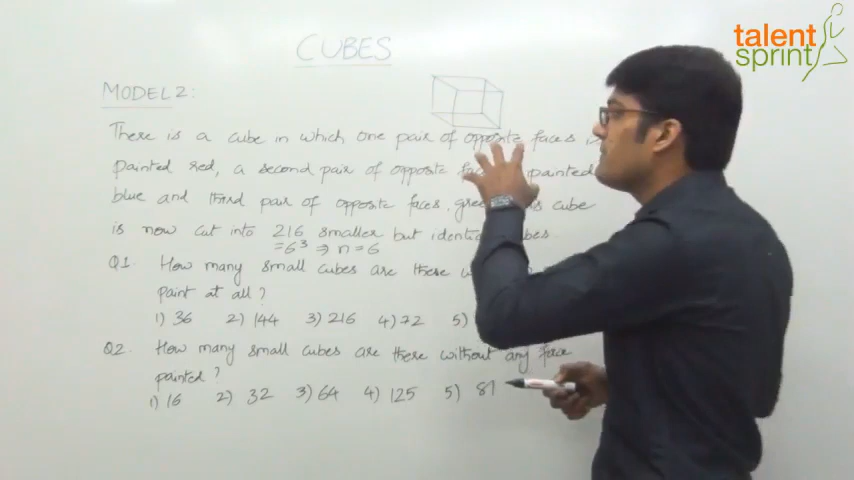 talent
sprint
CUBES
MODEL 2:
There is a cube in which one pair of opposite faces is
painted red, a second pair of opposite painted
blue and third pair of opposite faces, cube
is now cut into 216 smaller but
=6³ ⇒ n=6
Q1. How many small cubes are there
paint at all?
1) 36 2) 144 3) 216 4) 72 5)
Q2. How many small cubes are there without any face
painted?
1) 16 2) 32 3) 64 4) 125 5) 81